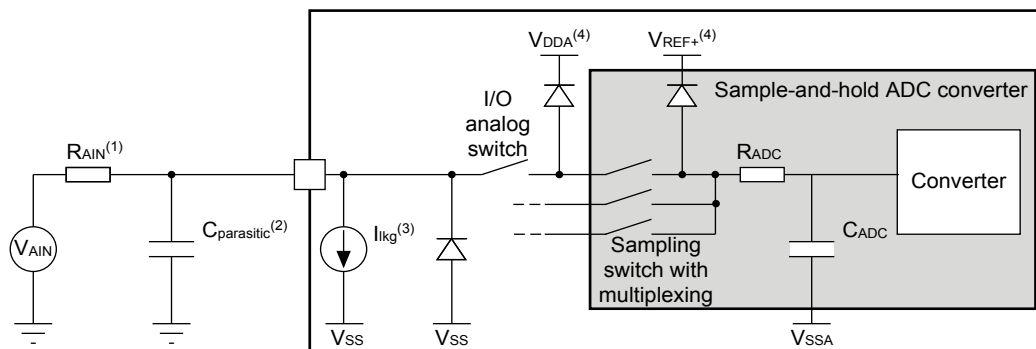 VDDA(4)
VREF+(4)
Sample-and-hold ADC converter
I/O
analog
switch
RAIN(1)
RADC
Converter
VAIN
Cparasitic(2)
Ilkg(3)
CADC
Sampling
switch with
multiplexing
VSS
VSS
VSSA